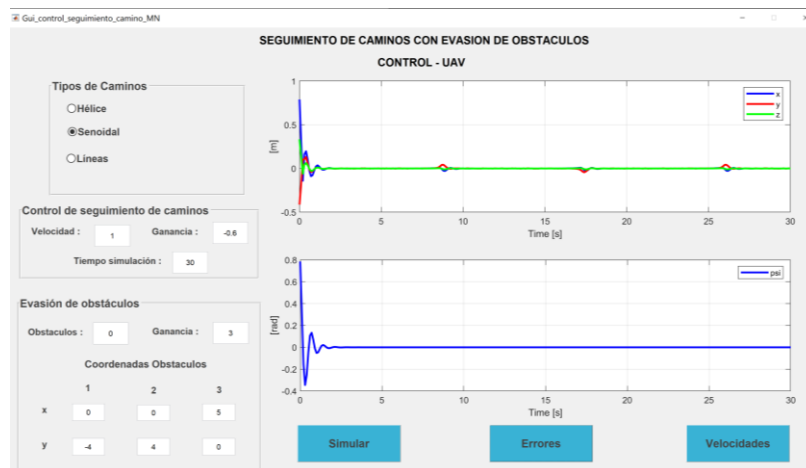 Gui_control_seguimiento_camino_MN
SEGUIMIENTO DE CAMINOS CON EVASION DE OBSTACULOS
CONTROL - UAV
Tipos de Caminos
Hélice
Senoidal
Lineas
Control de seguimiento de caminos
Velocidad : 1 Ganancia : -0.6
Tiempo simulación : 30
Evasión de obstáculos
Obstaculos : 0 Ganancia : 3
Coordenadas Obstaculos
1 2 3
x 0 0 5
y -4 4 0
1
0.5
0
-0.5
[m]
0 5 10 15 20 25 30
Time [s]
x
y
z
0.8
0.6
0.4
0.2
0
-0.2
-0.4
[rad]
0 5 10 15 20 25 30
Time [s]
psi
Simular Errores Velocidades